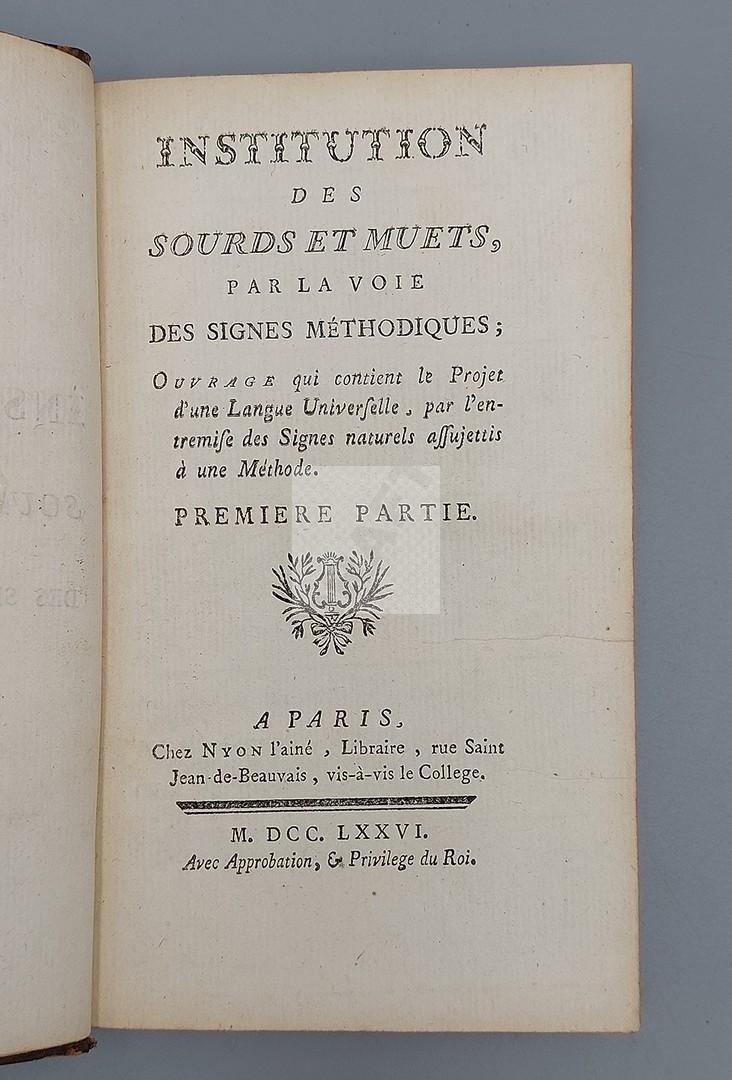 INSTITUTION
DES
SOURDS ET MUETS,
PAR LA VOIE
DES SIGNES MÉTHODIQUES;
OUVRAGE qui contient le Projet
d'une Langue Univerſelle, par l'en-
tremiſe des Signes naturels aſſujettis
à une Méthode.
PREMIERE PARTIE.
A PARIS,
Chez NYON l'ainé, Libraire, rue Saint
Jean-de-Beauvais, vis-à-vis le College.
M. DCC. LXXVI.
Avec Approbation, & Privilege du Roi.